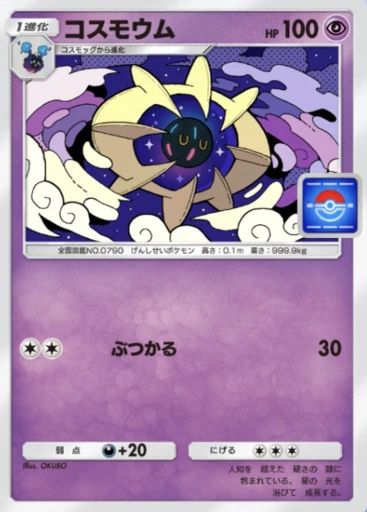 1進化
コスモウム
HP 100
コスモッグから進化
全国図鑑NO.0790 げんしせいポケモン 高さ：0.1m 重さ：999.9kg
ぶつかる 30
弱点 +20 にげる
Illus. OKUBO
人知を 超えた 硬さの 殻に
包まれている。 星の 光を
浴びて 成長する。